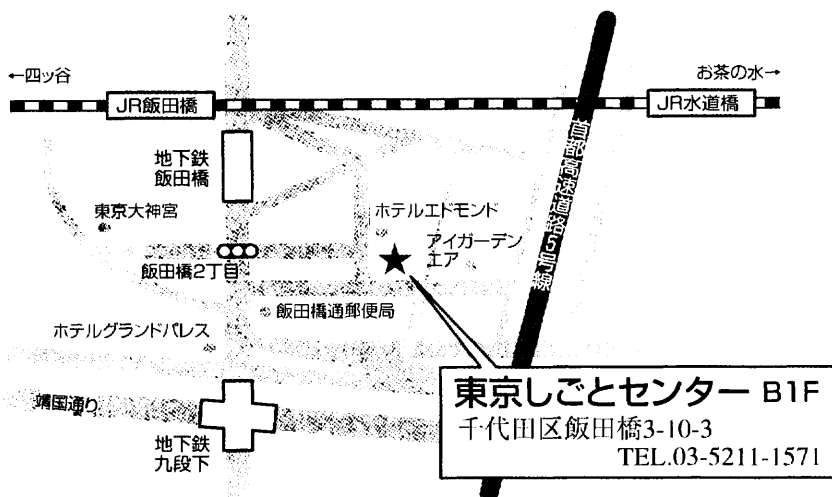 ←四ッ谷
お茶の水→
JR飯田橋
JR水道橋
首都高速道路5号線
地下鉄
飯田橋
東京大神宮
ホテルエドモンド
アイガーデン
エア
飯田橋2丁目
飯田橋通郵便局
ホテルグランドパレス
靖国通り
地下鉄
九段下
東京しごとセンター B1F
千代田区飯田橋3-10-3
TEL.03-5211-1571